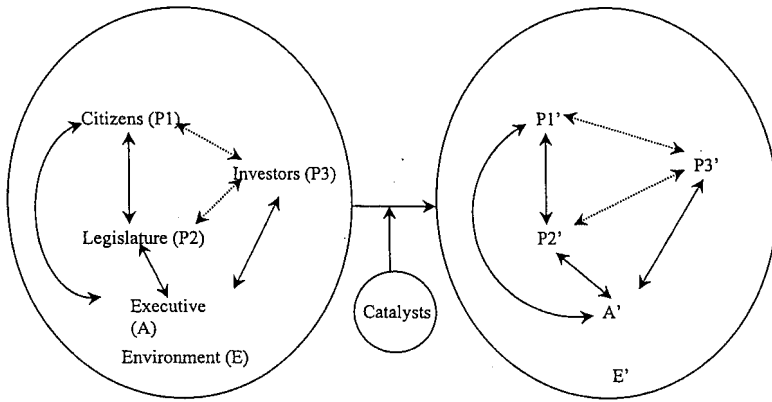 Citizens (P1)
Investors (P3)
Legislature (P2)
Executive
(A)
Environment (E)
Catalysts
P1’
P3’
P2’
A’
E’